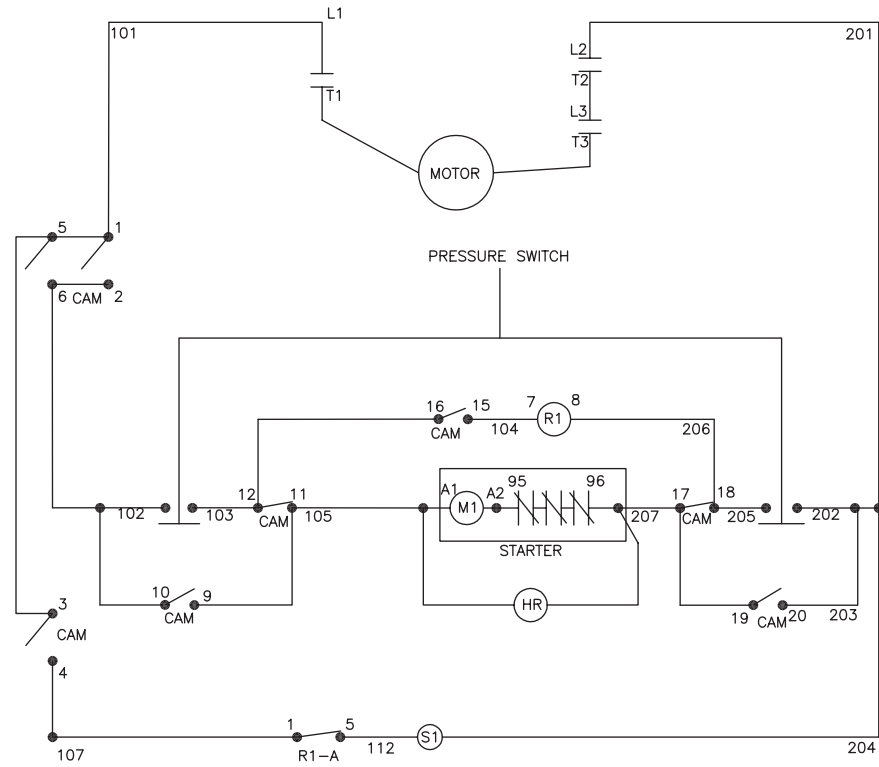 L1
101
201
L2
T2
T1
L3
T3
MOTOR
5
1
PRESSURE SWITCH
6 CAM 2
16
15
7
8
R1
CAM
104
206
95
96
12
11
A1
A2
17
18
M1
102
103
CAM
105
207
CAM
205
202
STARTER
10
9
HR
3
CAM
19
CAM
20
203
CAM
4
1
5
S1
107
R1-A
112
204